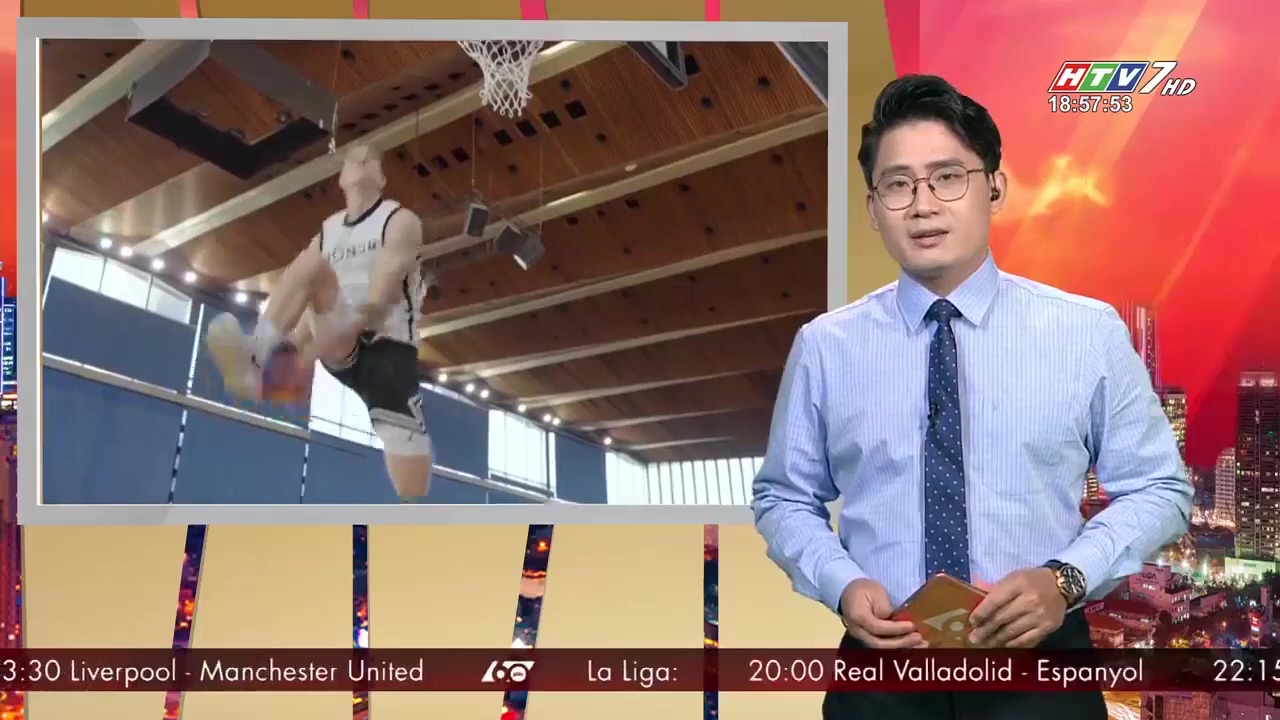 HTV7 HD
18:57:53
3:30 Liverpool - Manchester United 60 La Liga: 20:00 Real Valladolid - Espanyol 22:15